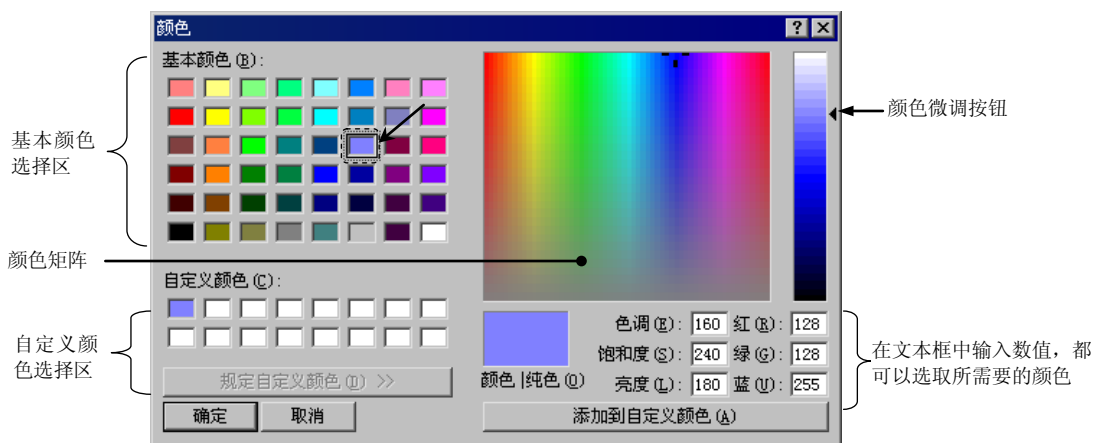 颜色
基本颜色(B):
基本颜色
选择区
颜色微调按钮
颜色矩阵
自定义颜色(C):
自定义颜
色选择区
规定自定义颜色(D) >>
确定
取消
颜色|纯色(O)
色调(E): 160 红(R): 128
饱和度(S): 240 绿(G): 128
亮度(L): 180 蓝(U): 255
添加到自定义颜色(A)
在文本框中输入数值，都
可以选取所需要的颜色